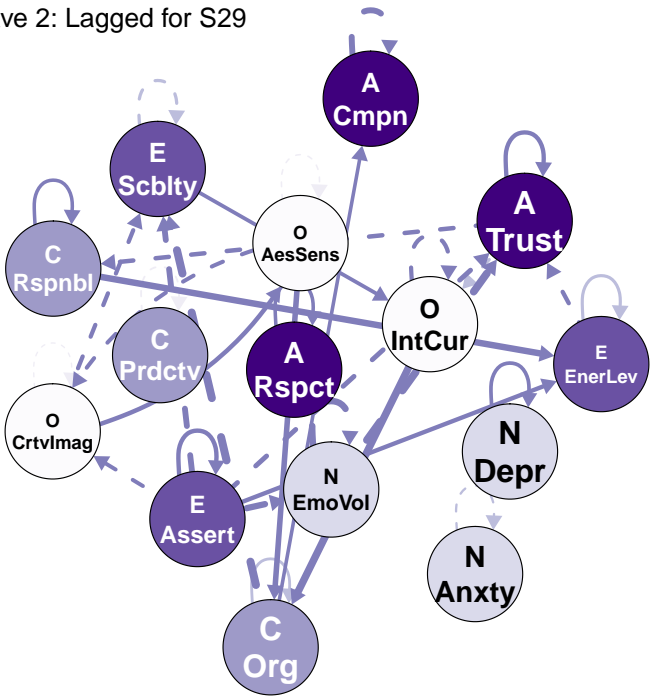 ve 2: Lagged for S29
A
Cmpn
E
Scblty
A
Trust
O
AesSens
C
Rspnbl
O
IntCur
C
Prdctv
A
Rspct
E
EnerLev
O
CrtvImag
N
Depr
N
EmoVol
E
Assert
N
Anxty
C
Org